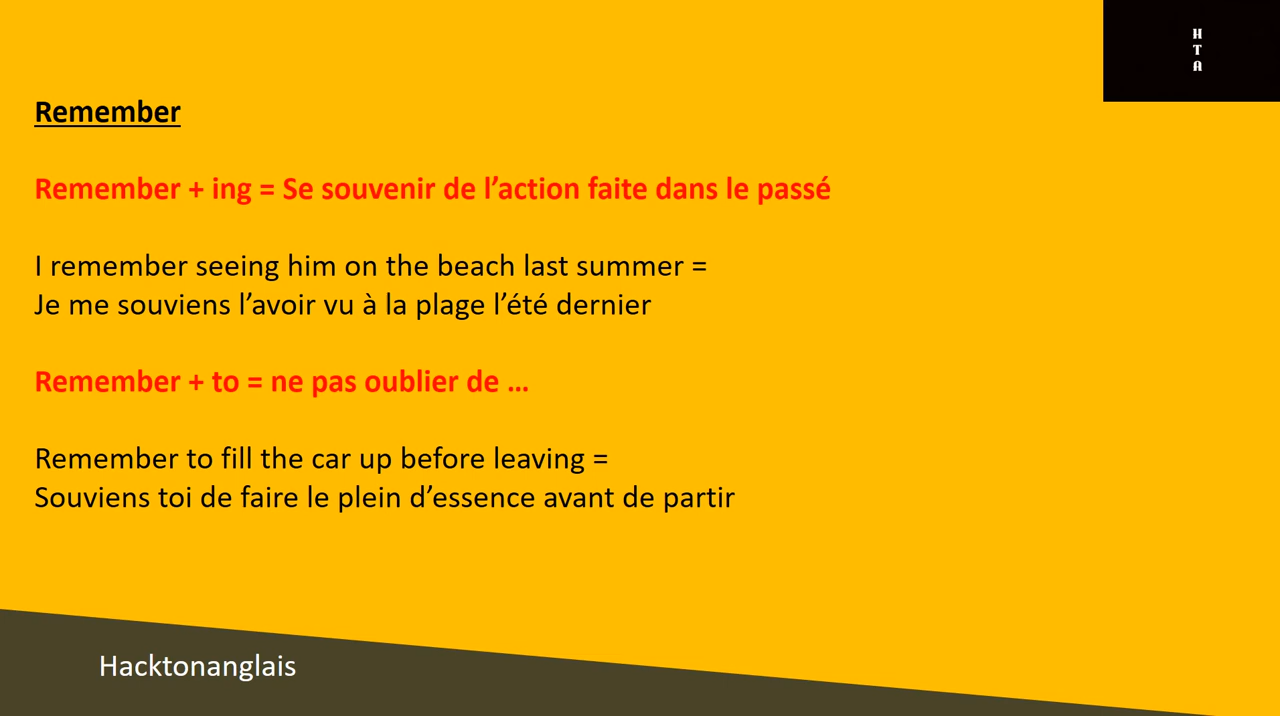 H
T
A
Remember
Remember + ing = Se souvenir de l’action faite dans le passé
I remember seeing him on the beach last summer =
Je me souviens l’avoir vu à la plage l’été dernier
Remember + to = ne pas oublier de …
Remember to fill the car up before leaving =
Souviens toi de faire le plein d’essence avant de partir
Hacktonanglais